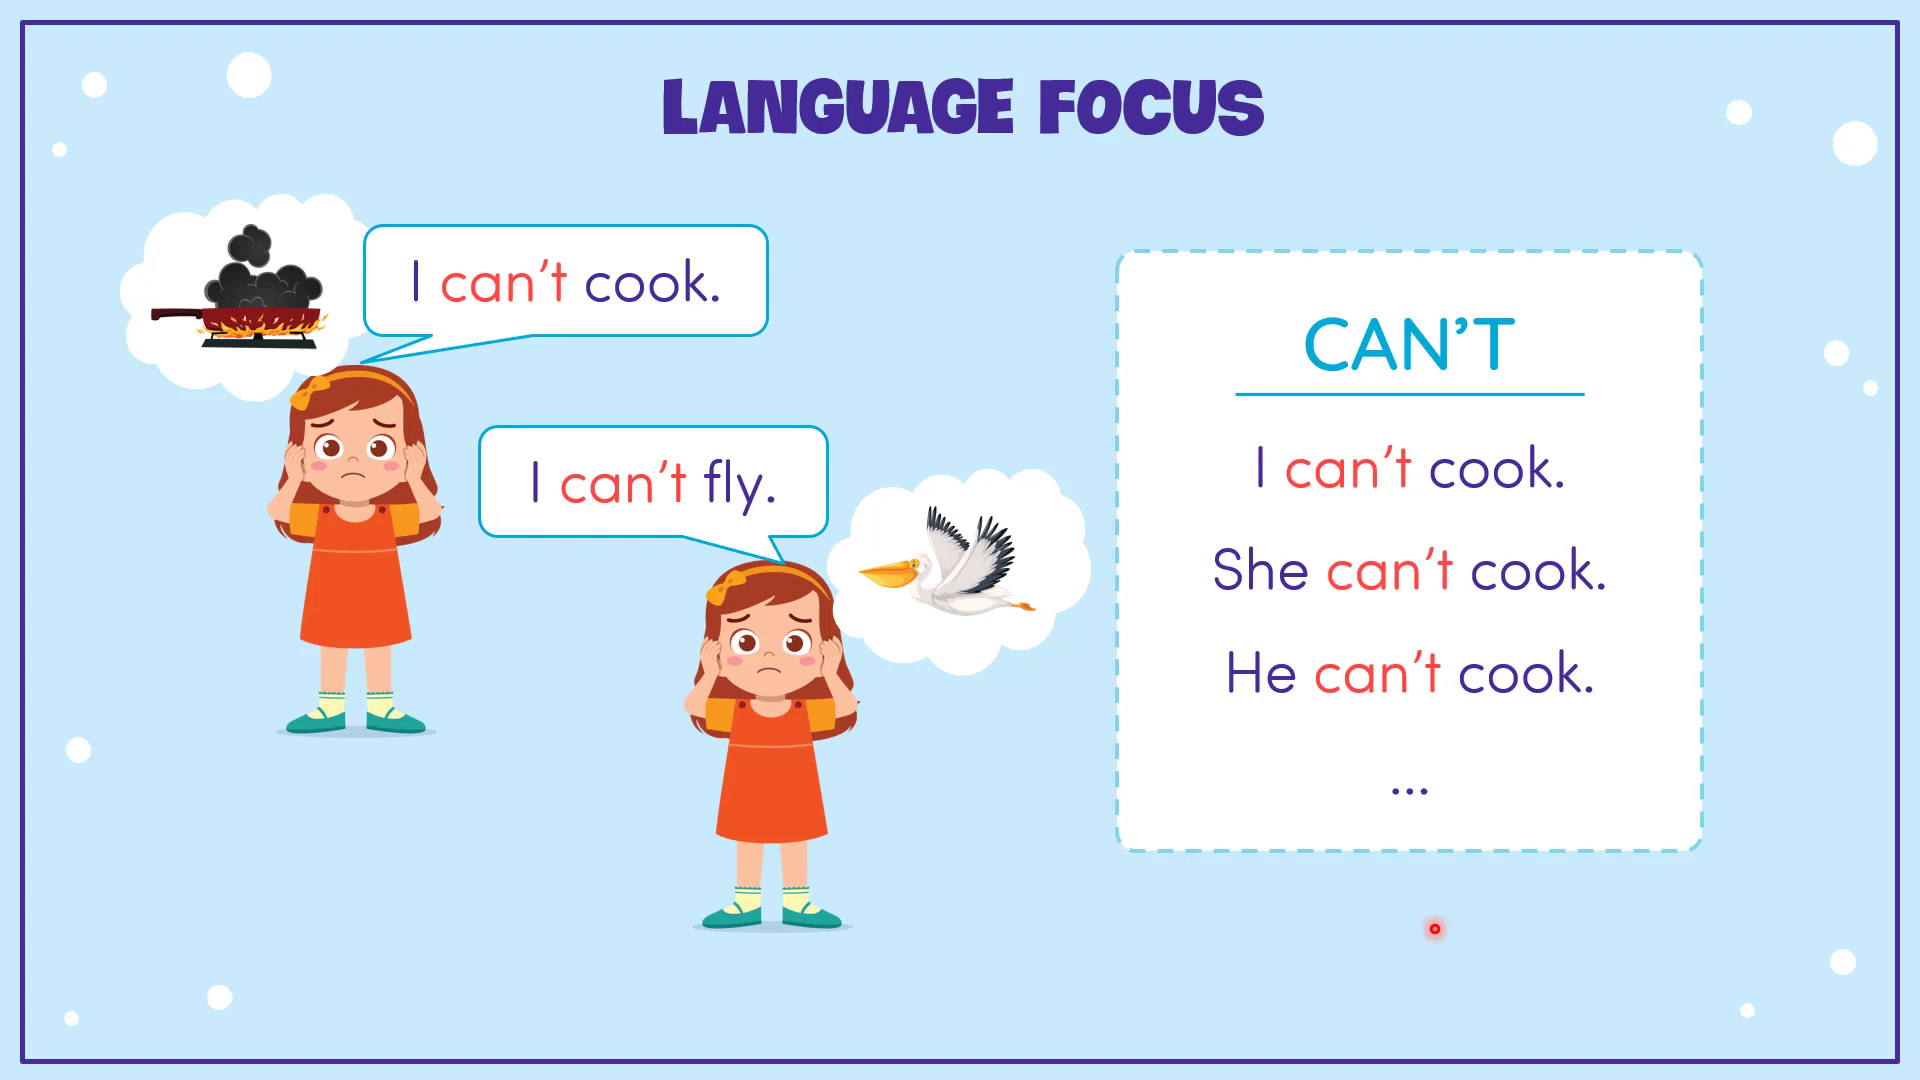 LANGUAGE FOCUS
I can't cook.
I can't fly.
CAN'T
I can't cook.
She can't cook.
He can't cook.
...